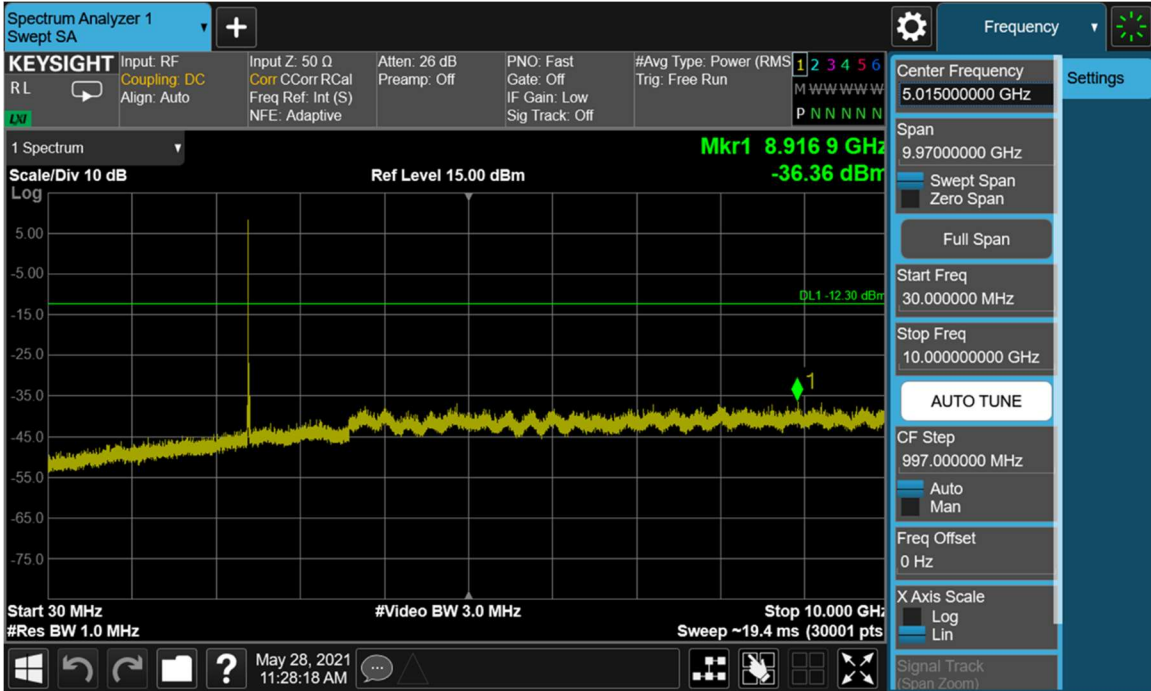 Spectrum Analyzer 1
Swept SA
Frequency
KEYSIGHT
R L
LXI
Input: RF
Coupling: DC
Align: Auto
Input Z: 50 Ω
Corr CCorr RCal
Freq Ref: Int (S)
NFE: Adaptive
Atten: 26 dB
Preamp: Off
PNO: Fast
Gate: Off
IF Gain: Low
Sig Track: Off
#Avg Type: Power (RMS
Trig: Free Run
1 2 3 4 5 6
M W W W W W
P N N N N N
1 Spectrum
Scale/Div 10 dB
Ref Level 15.00 dBm
Mkr1 8.916 9 GHz
-36.36 dBm
Log
5.00
-5.00
-15.0
-25.0
-35.0
-45.0
-55.0
-65.0
-75.0
DL1 -12.30 dBm
1
Start 30 MHz
#Video BW 3.0 MHz
Stop 10.000 GHz
#Res BW 1.0 MHz
Sweep ~19.4 ms (30001 pts
?
May 28, 2021
11:28:18 AM
Center Frequency
5.015000000 GHz
Settings
Span
9.97000000 GHz
Swept Span
Zero Span
Full Span
Start Freq
30.000000 MHz
Stop Freq
10.000000000 GHz
AUTO TUNE
CF Step
997.000000 MHz
Auto
Man
Freq Offset
0 Hz
X Axis Scale
Log
Lin
Signal Track
(Span Zoom)